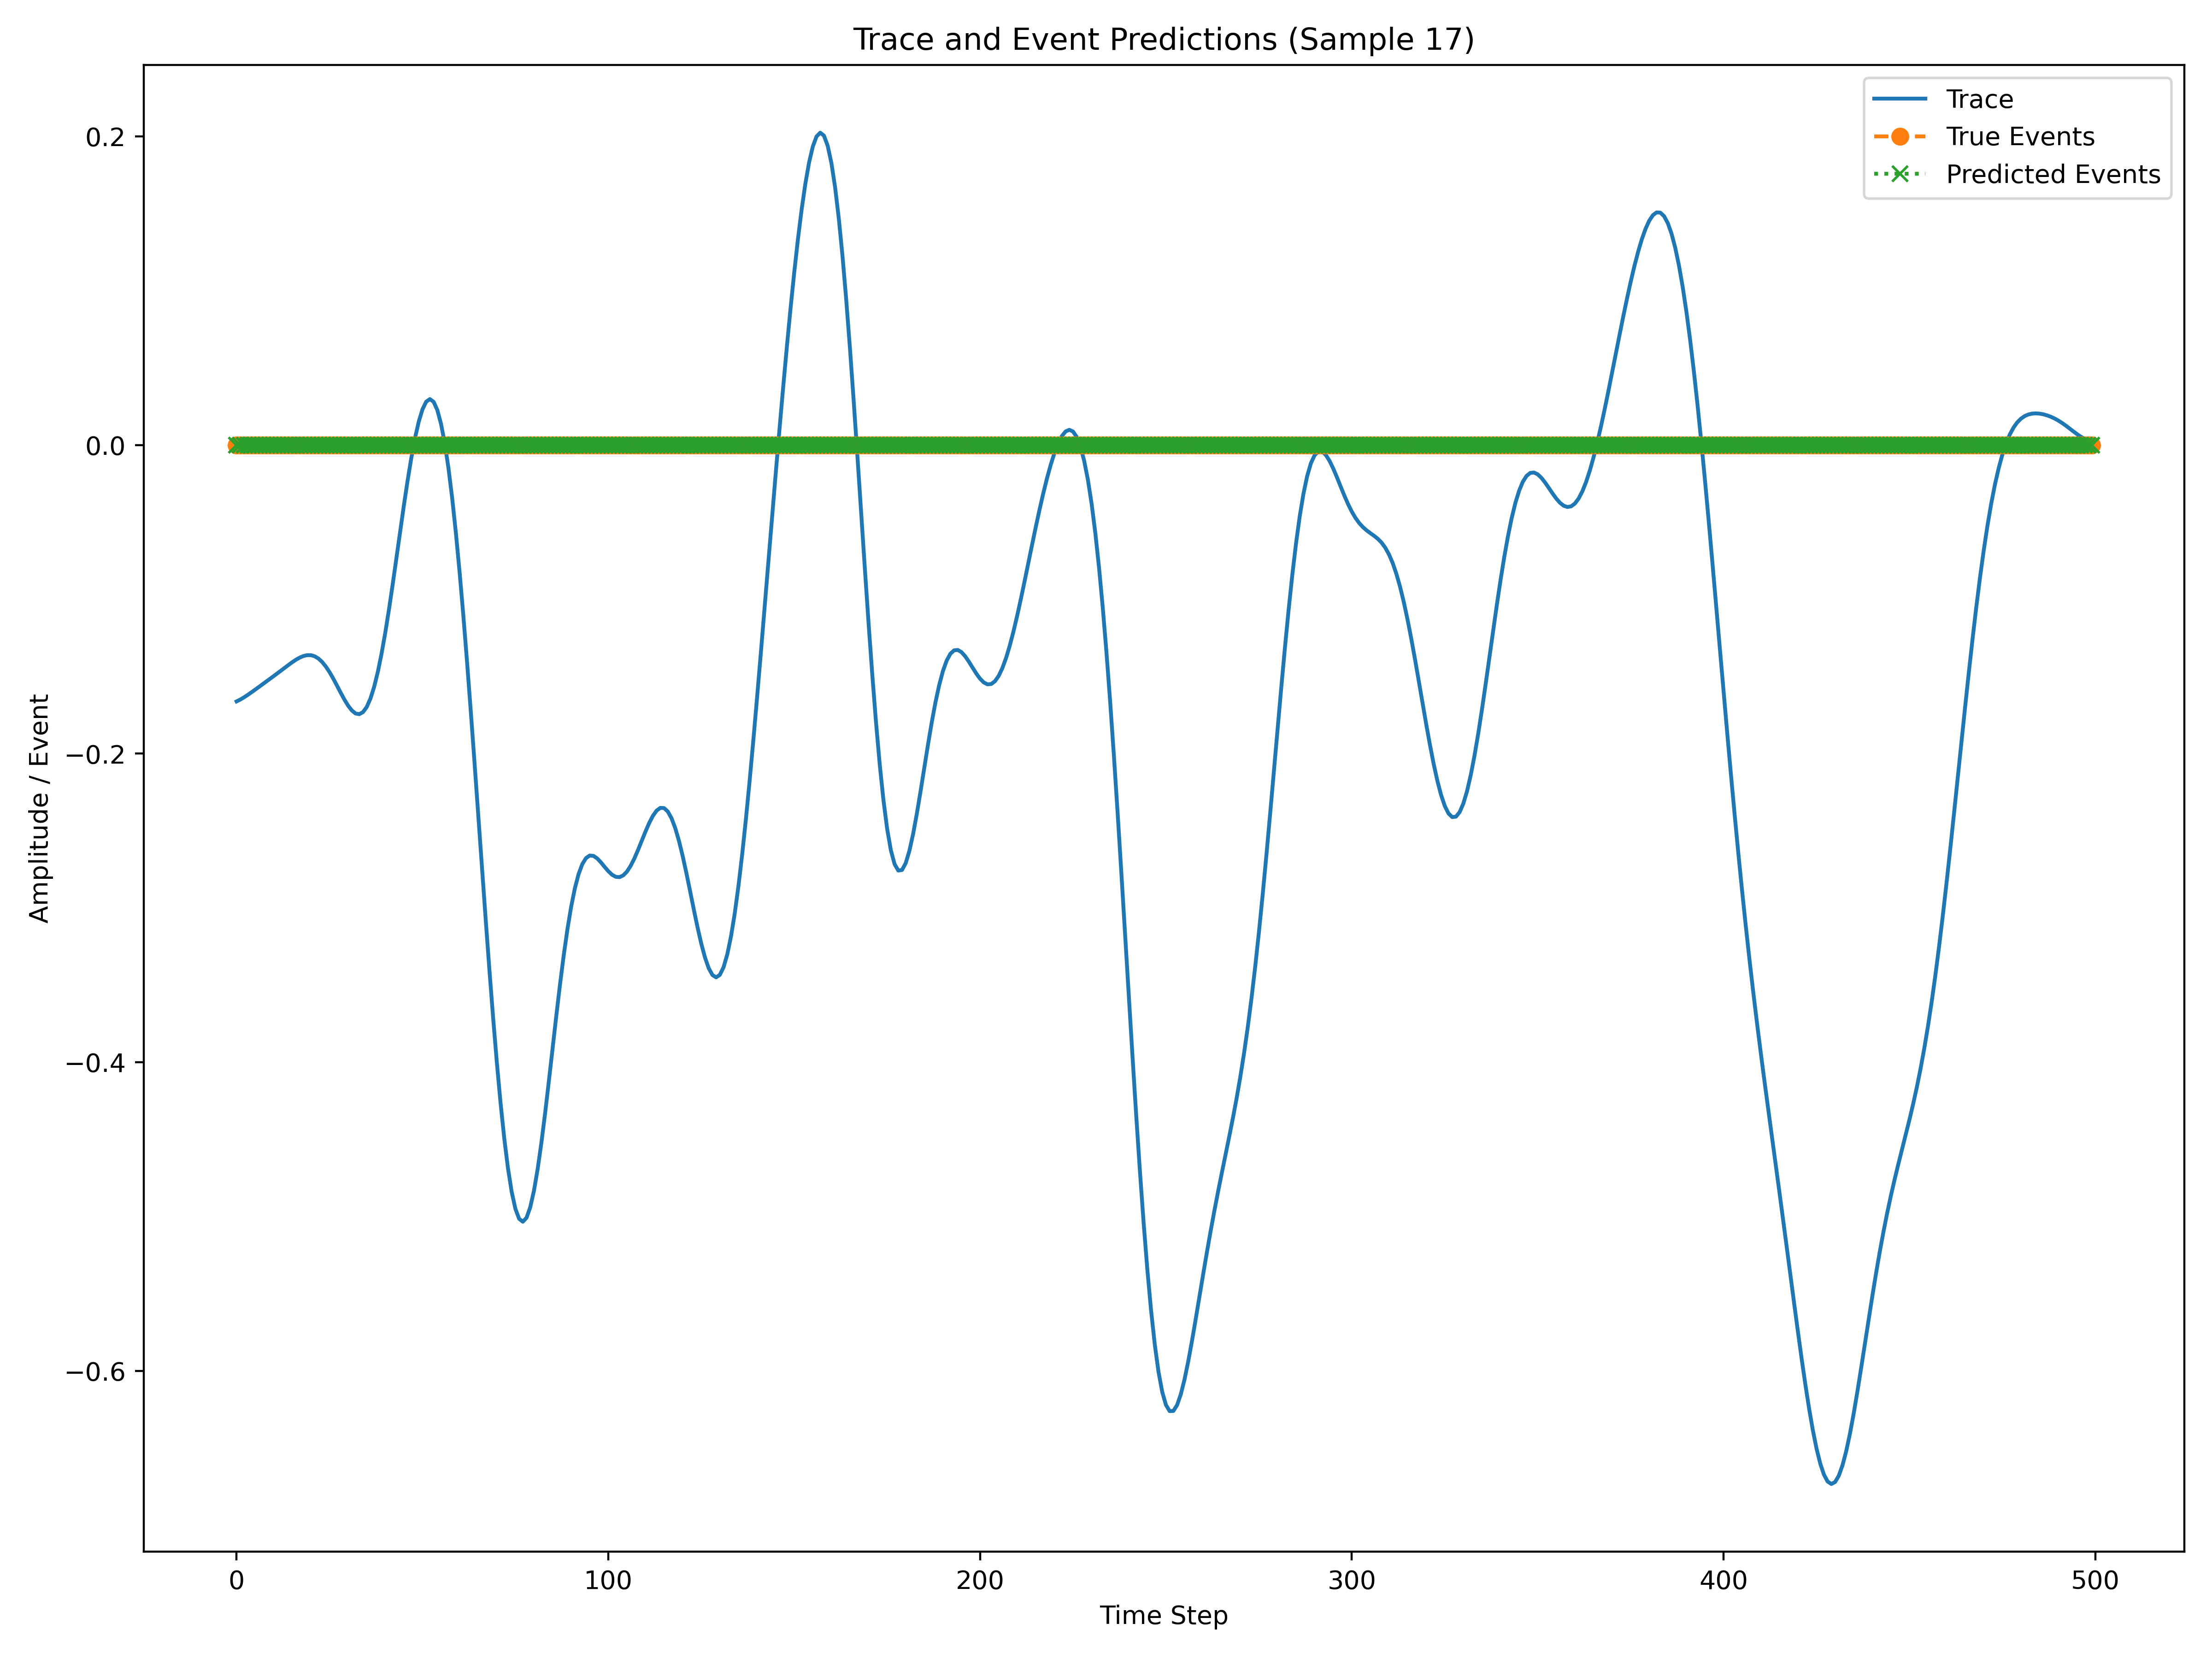 Trace and Event Predictions (Sample 17)
Trace
True Events
Predicted Events
0.2
0.0
−0.2
−0.4
−0.6
Amplitude / Event
0 100 200 300 400 500
Time Step